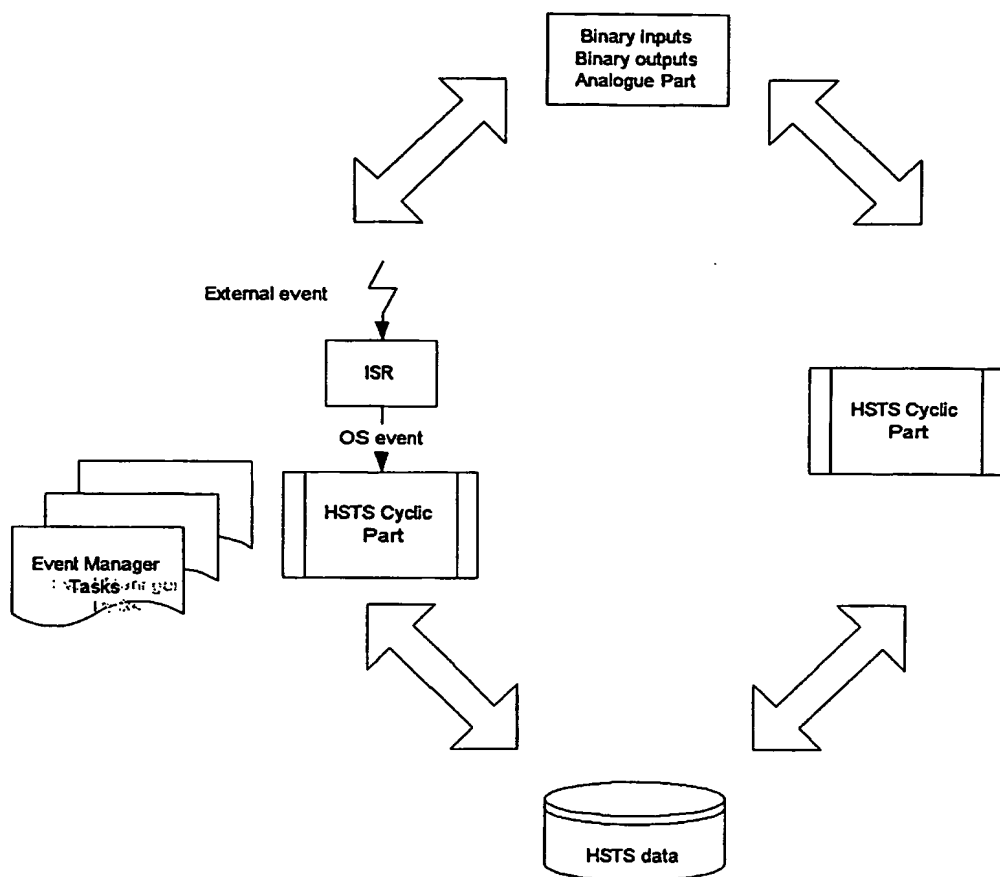 Binary inputs
Binary outputs
Analogue Part
External event
ISR
HSTS Cyclic
Part
OS event
HSTS Cyclic
Part
Event Manager
Tasks
HSTS data